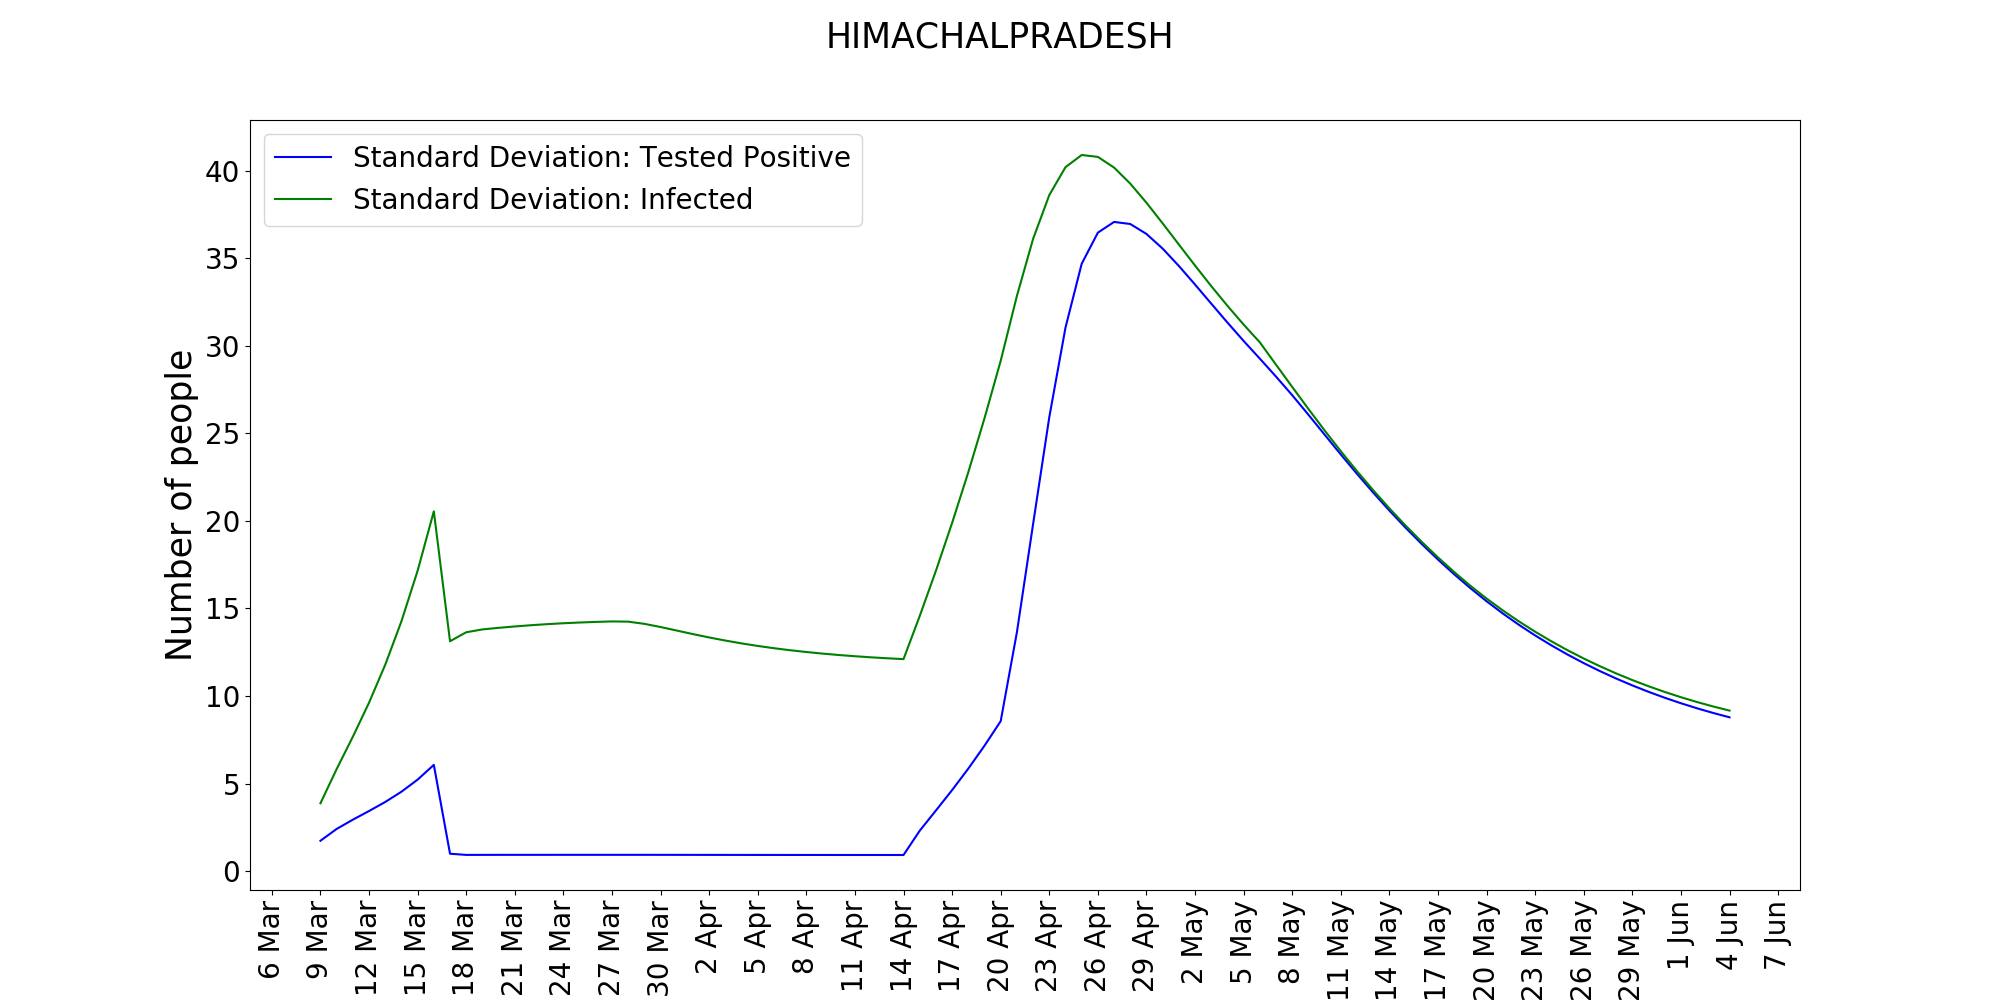 HIMACHALPRADESH
Standard Deviation: Tested Positive
Standard Deviation: Infected
Number of people
40
35
30
25
20
15
10
5
0
6 Mar
9 Mar
12 Mar
15 Mar
18 Mar
21 Mar
24 Mar
27 Mar
30 Mar
2 Apr
5 Apr
8 Apr
11 Apr
14 Apr
17 Apr
20 Apr
23 Apr
26 Apr
29 Apr
2 May
5 May
8 May
11 May
14 May
17 May
20 May
23 May
26 May
29 May
1 Jun
4 Jun
7 Jun